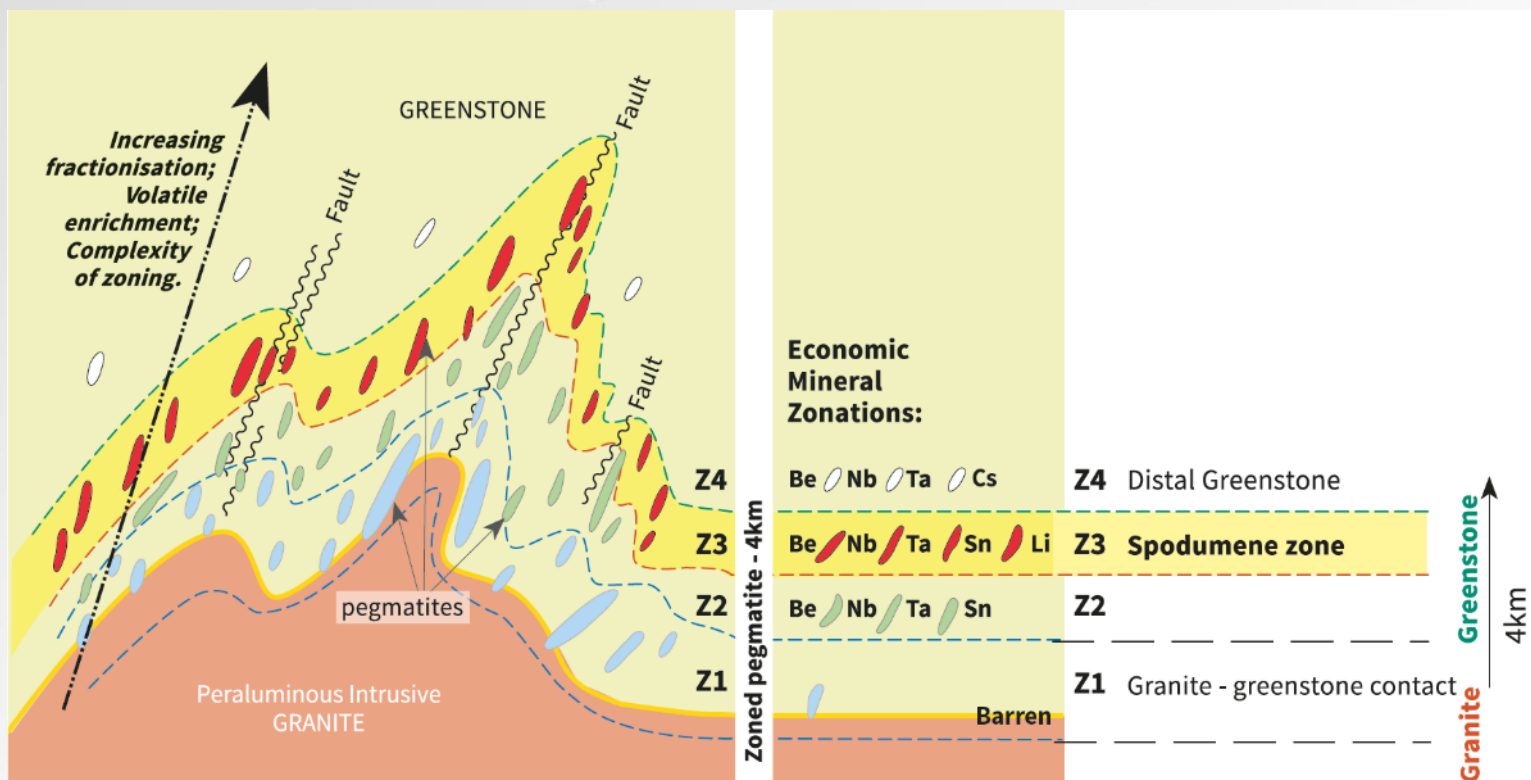 GREENSTONE
Fault
Fault
Fault
Increasing
fractionisation;
Volatile
enrichment;
Complexity
of zoning.
pegmatites
Peraluminous Intrusive
GRANITE
Z4
Z3
Z2
Z1
Zoned pegmatite - 4km
Economic
Mineral
Zonations:
Be Nb Ta Cs
Be Nb Ta Sn Li
Be Nb Ta Sn
Barren
Z4 Distal Greenstone
Z3 Spodumene zone
Z2
Z1 Granite - greenstone contact
Greenstone
Granite
4km